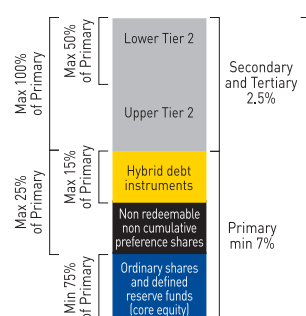 Max 100%
of Primary
Max 50%
of Primary
Lower Tier 2
Upper Tier 2
Secondary
and Tertiary
2.5%
Max 25%
of Primary
Max 15%
of Primary
Hybrid debt
instruments
Non redeemable
non cumulative
preference shares
Primary
min 7%
Min 75%
of Primary
Ordinary shares
and defined
reserve funds
(core equity)